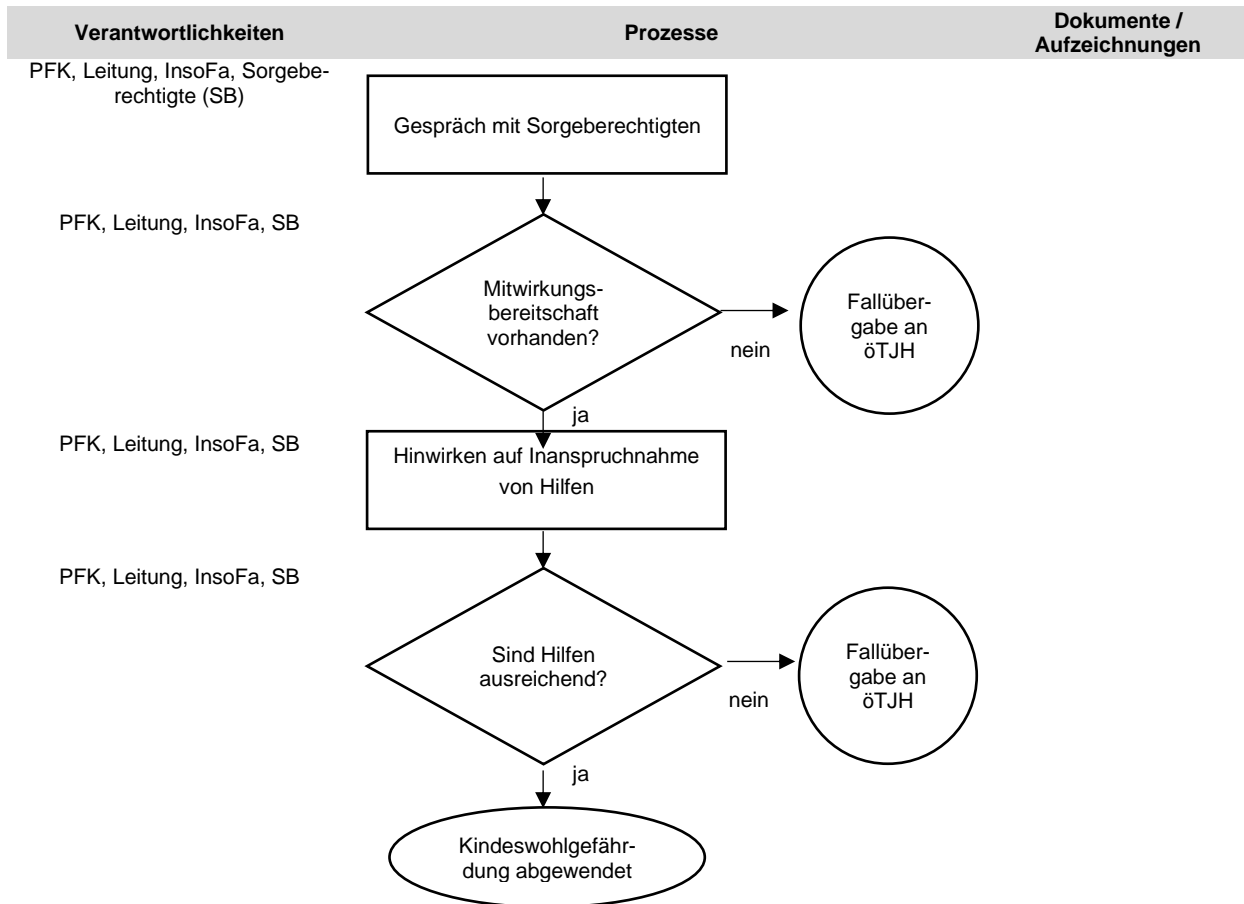 Verantwortlichkeiten
Prozesse
Dokumente /
Aufzeichnungen
PFK, Leitung, InsoFa, Sorgebe-
rechtigte (SB)
Gespräch mit Sorgeberechtigten
PFK, Leitung, InsoFa, SB
Mitwirkungs-
bereitschaft
vorhanden?
nein
Fallüber-
gabe an
öTJH
ja
PFK, Leitung, InsoFa, SB
Hinwirken auf Inanspruchnahme
von Hilfen
PFK, Leitung, InsoFa, SB
Sind Hilfen
ausreichend?
nein
Fallüber-
gabe an
öTJH
ja
Kindeswohlgefähr-
dung abgewendet